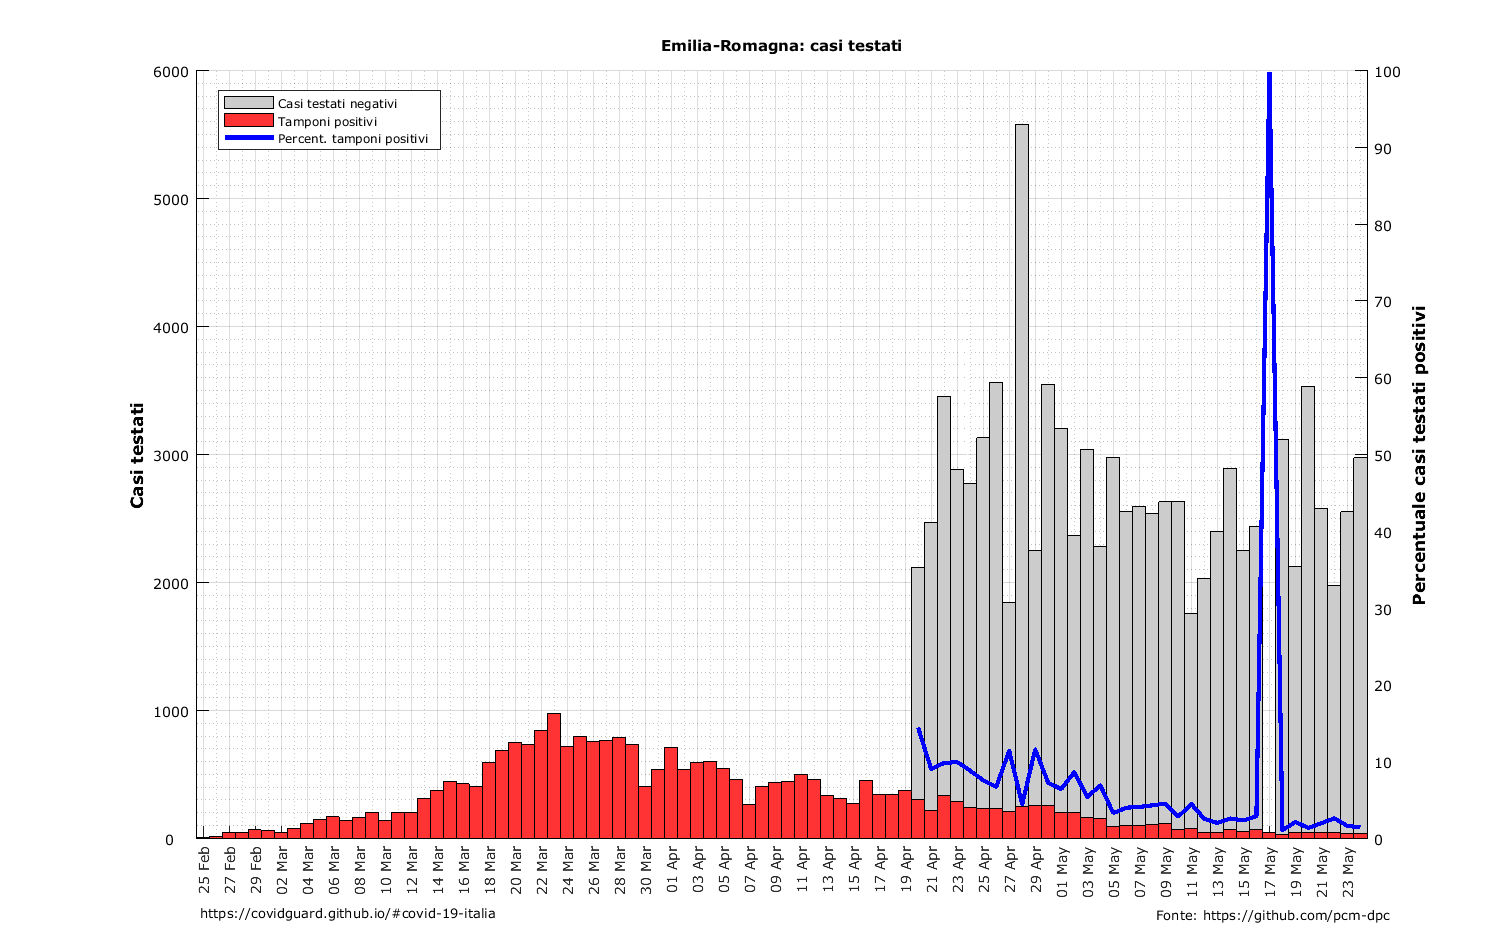 Emilia-Romagna: casi testati
Casi testati negativi
Tamponi positivi
Percent. tamponi positivi
Casi testati
6000
5000
4000
3000
2000
1000
0
100
90
80
70
60
50
40
30
20
10
0
Percentuale casi testati positivi
25 Feb
27 Feb
29 Feb
02 Mar
04 Mar
06 Mar
08 Mar
10 Mar
12 Mar
14 Mar
16 Mar
18 Mar
20 Mar
22 Mar
24 Mar
26 Mar
28 Mar
30 Mar
01 Apr
03 Apr
05 Apr
07 Apr
09 Apr
11 Apr
13 Apr
15 Apr
17 Apr
19 Apr
21 Apr
23 Apr
25 Apr
27 Apr
29 Apr
01 May
03 May
05 May
07 May
09 May
11 May
13 May
15 May
17 May
19 May
21 May
23 May
https://covidguard.github.io/#covid-19-italia
Fonte: https://github.com/pcm-dpc